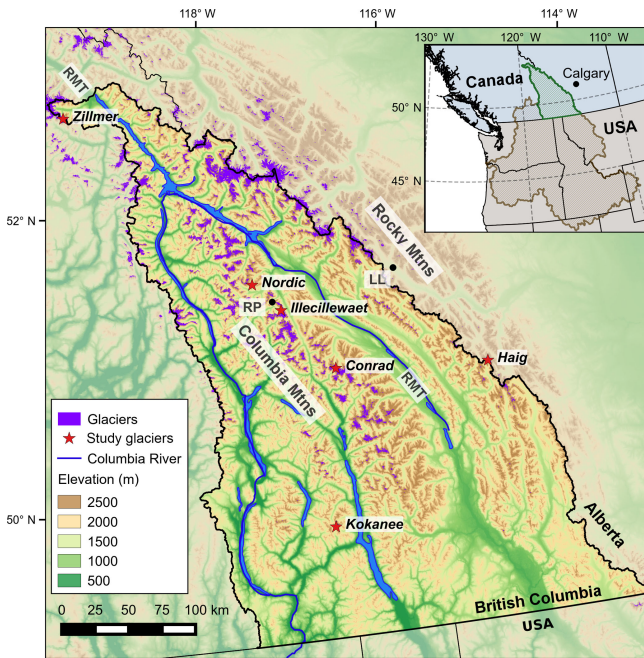 118° W
116° W
114° W
130° W
120° W
110° W
Canada
Calgary
50° N
USA
45° N
RMT
Zillmer
52° N
Rocky Mtns
LL
Nordic
RP
Illecillewaet
Columbia Mtns
Conrad
RMT
Haig
Glaciers
Study glaciers
Columbia River
Elevation (m)
2500
2000
1500
1000
500
50° N
Kokanee
Alberta
0 25 50 75 100 km
British Columbia
USA